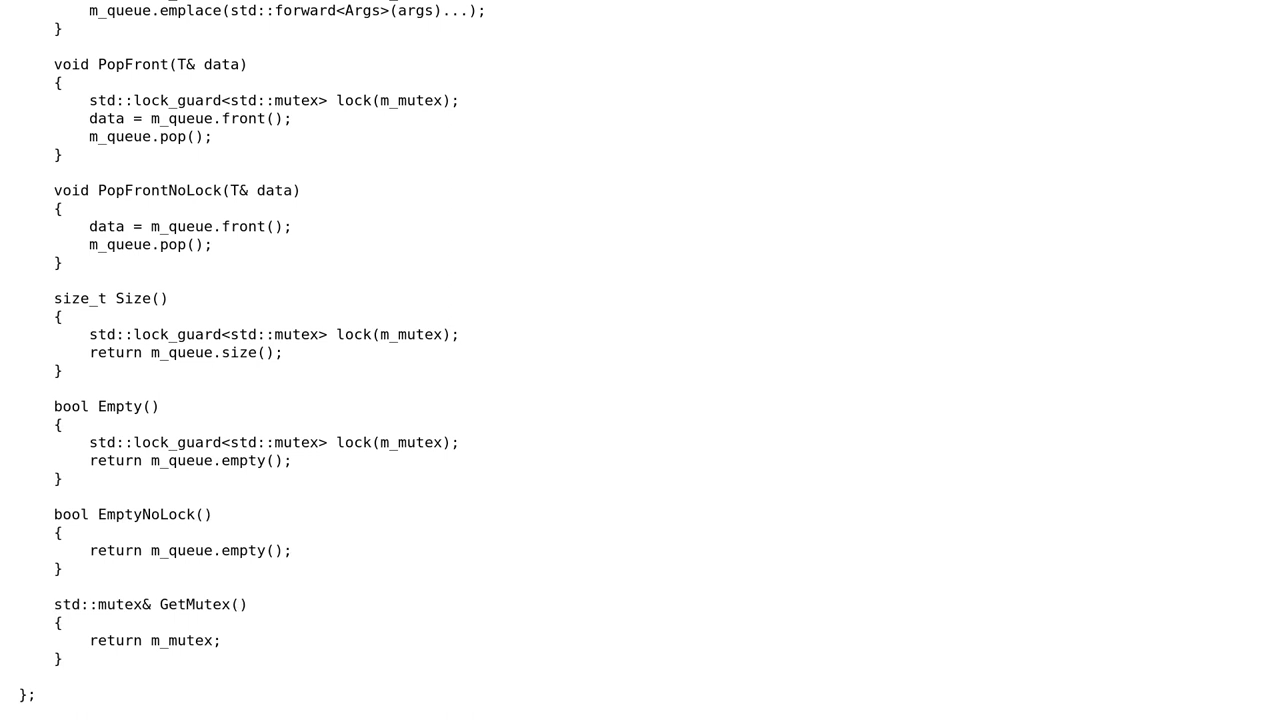 m_queue.emplace(std::forward<Args>(args)...);
}
void PopFront(T& data)
{
std::lock_guard<std::mutex> lock(m_mutex);
data = m_queue.front();
m_queue.pop();
}
void PopFrontNoLock(T& data)
{
data = m_queue.front();
m_queue.pop();
}
size_t Size()
{
std::lock_guard<std::mutex> lock(m_mutex);
return m_queue.size();
}
bool Empty()
{
std::lock_guard<std::mutex> lock(m_mutex);
return m_queue.empty();
}
bool EmptyNoLock()
{
return m_queue.empty();
}
std::mutex& GetMutex()
{
return m_mutex;
}
};